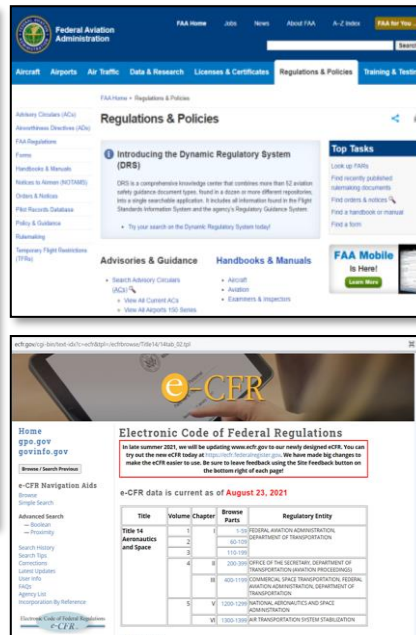 Federal Aviation
Administration
FAA Home Jobs News About FAA A-Z Index FAA for You ...
Search
Aircraft Airports Air Traffic Data & Research Licenses & Certificates Regulations & Policies Training & Testin
FAA Home > Regulations & Policies
Advisory Circulars (ACs)
Airworthiness Directives (ADs)
FAA Regulations
Forms
Handbooks & Manuals
Notices to Airmen (NOTAMS)
Orders & Notices
Pilot Records Database
Policy & Guidance
Rulemaking
Temporary Flight Restrictions
(TFRs)
Regulations & Policies
Introducing the Dynamic Regulatory System
(DRS)
DRS is a comprehensive knowledge center that combines more than 52 aviation
safety guidance document types, found in a dozen or more different repositories,
into a single searchable application. It includes all information found in the Flight
Standards Information System and the agency's Regulatory Guidance System.
• Try your search on the Dynamic Regulatory System today!
Advisories & Guidance
• Search Advisory Circulars
(ACs)
• View All Current ACs
• View All Airports 150 Series
Handbooks & Manuals
• Aircraft
• Aviation
• Examiners & Inspectors
Top Tasks
Look up FARs
Find recently published
rulemaking documents
Find orders & notices
Find a handbook or manual
Find a form
FAA Mobile
Is Here!
Learn More
e-CFR
Home
gpo.gov
govinfo.gov
Browse / Search Previous
e-CFR Navigation Aids
Browse
Simple Search
Advanced Search
— Boolean
— Proximity
Search History
Search Tips
Corrections
Latest Updates
User Info
FAQs
Agency List
Incorporation By Reference
Electronic Code of Federal Regulations
e-CFR
Electronic Code of Federal Regulations
In late summer 2021, we will be updating www.ecfr.gov to our newly designed eCFR. You can
try out the new eCFR today at https://ecfr.federalregister.gov. We have made big changes to
make the eCFR easier to use. Be sure to leave feedback using the Site Feedback button on
the bottom right of each page!
e-CFR data is current as of August 23, 2021
Title Volume Chapter Browse Parts Regulatory Entity
Title 14
Aeronautics
and Space
1 I 1-59 FEDERAL AVIATION ADMINISTRATION,
DEPARTMENT OF TRANSPORTATION
2 60-109
3 110-199
4 II 200-399 OFFICE OF THE SECRETARY, DEPARTMENT OF
TRANSPORTATION (AVIATION PROCEEDINGS)
III 400-1199 COMMERCIAL SPACE TRANSPORTATION, FEDERAL
AVIATION ADMINISTRATION, DEPARTMENT OF
TRANSPORTATION
5 V 1200-1299 NATIONAL AERONAUTICS AND SPACE
ADMINISTRATION
VI 1300-1399 AIR TRANSPORTATION SYSTEM STABILIZATION